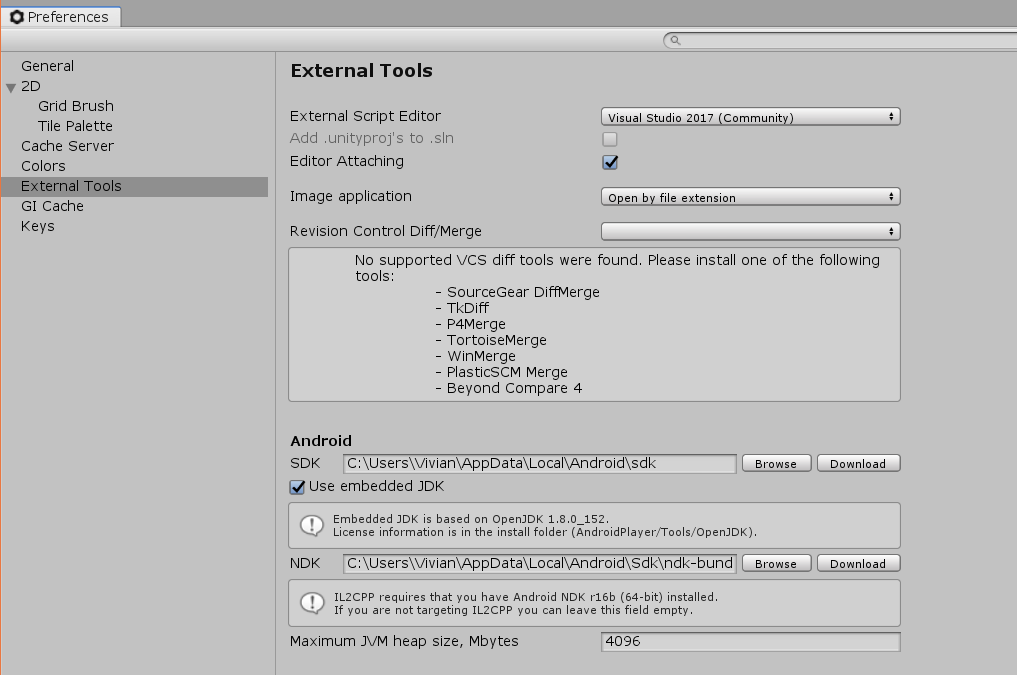 Preferences
General
2D
Grid Brush
Tile Palette
Cache Server
Colors
External Tools
GI Cache
Keys
External Tools
External Script Editor Visual Studio 2017 (Community)
Add .unityproj's to .sln
Editor Attaching
Image application Open by file extension
Revision Control Diff/Merge
No supported VCS diff tools were found. Please install one of the following
tools:
- SourceGear DiffMerge
- TkDiff
- P4Merge
- TortoiseMerge
- WinMerge
- PlasticSCM Merge
- Beyond Compare 4
Android
SDK C:\Users\Vivian\AppData\Local\Android\sdk Browse Download
Use embedded JDK
Embedded JDK is based on OpenJDK 1.8.0_152.
License information is in the install folder (AndroidPlayer/Tools/OpenJDK).
NDK C:\Users\Vivian\AppData\Local\Android\Sdk\ndk-bund Browse Download
IL2CPP requires that you have Android NDK r16b (64-bit) installed.
If you are not targeting IL2CPP you can leave this field empty.
Maximum JVM heap size, Mbytes 4096